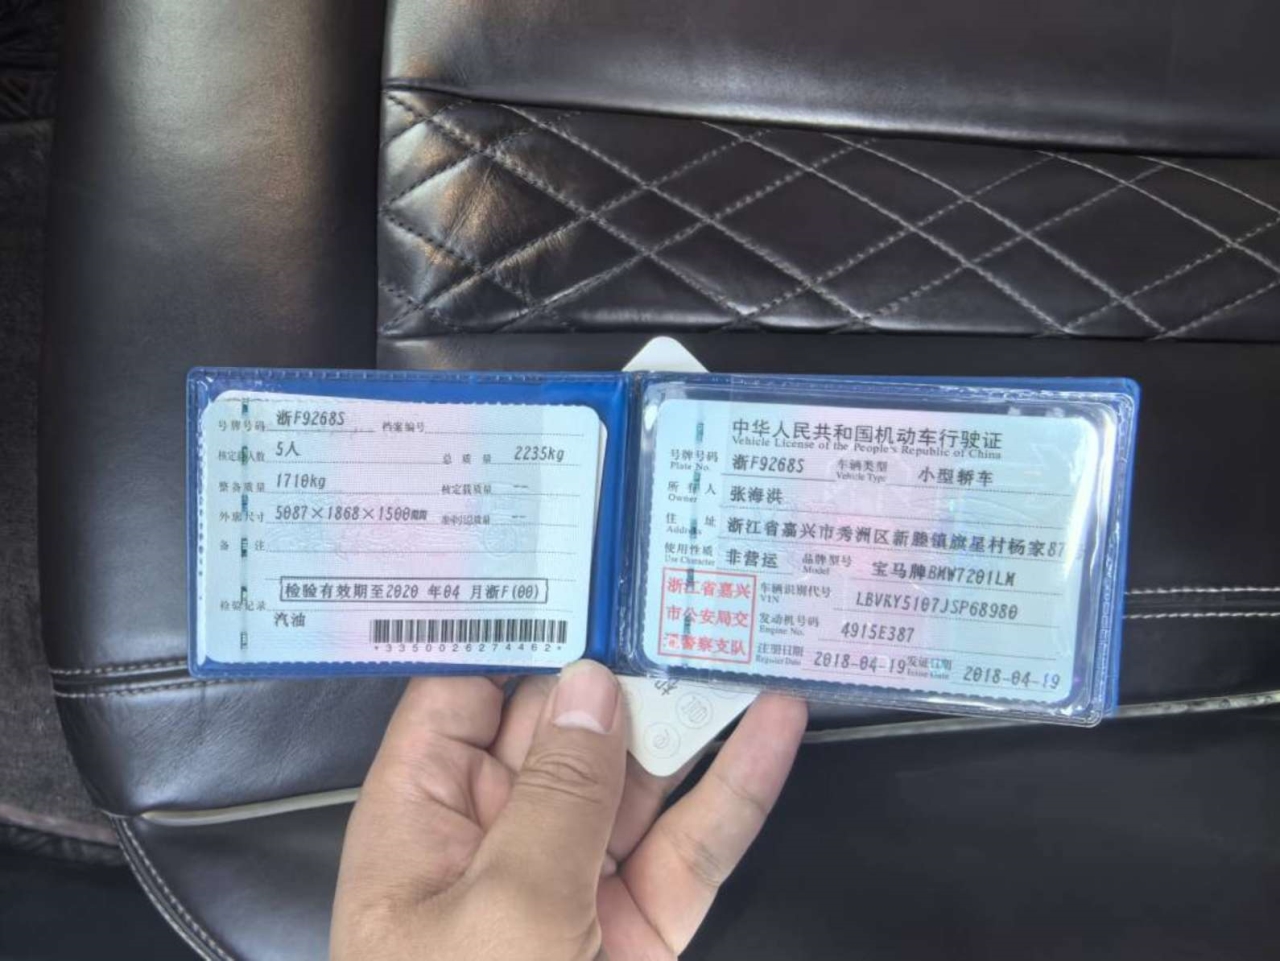 号牌号码 浙F9268S 档案编号
核定载人数 5人 总质量 2235kg
整备质量 1710kg 核定载质量 --
外廓尺寸 5087×1868×1500 --
备注
检验有效期至2020 年04 月浙F(00)
检验记录
汽油
*3350026274462*
中华人民共和国机动车行驶证
Vehicle License of the People's Republic of China
号牌号码 浙F9268S 车辆类型 小型轿车
Plate No. Vehicle Type
所有人 张海洪
Owner
住址 浙江省嘉兴市秀洲区新塍镇旗星村杨家87
Address
使用性质 非营运 品牌型号 宝马牌BMW7201LM
Use Character Model
浙江省嘉兴
市公安局交
警察支队
车辆识别代号 LBVKY5107JSP68980
VIN
发动机号码 4915E387
Engine No.
注册日期 2018-04-19 发证日期 2018-04-19
Register Date Issue Date